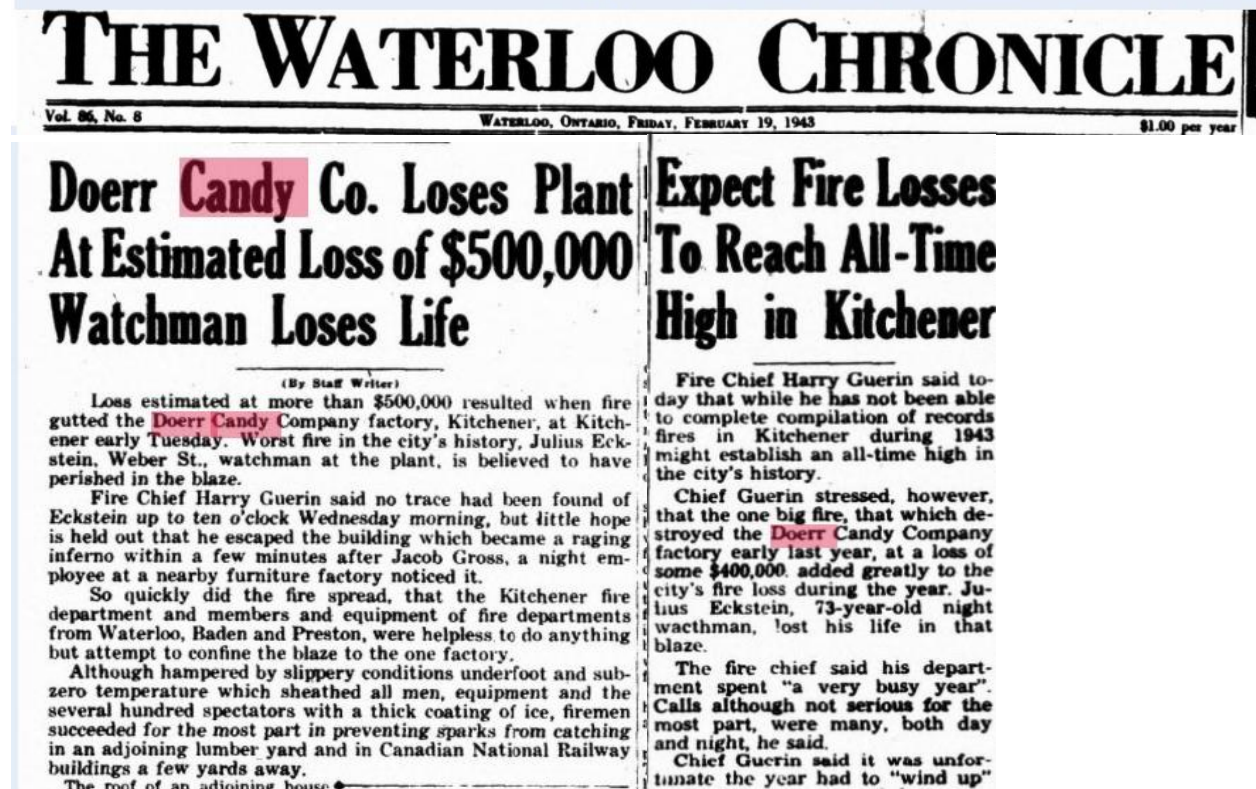 THE WATERLOO CHRONICLE
Vol. 86, No. 8
WATERLOO, ONTARIO, FRIDAY, FEBRUARY 19, 1943
$1.00 per year
Doerr Candy Co. Loses Plant
At Estimated Loss of $500,000
Watchman Loses Life
(By Staff Writer)
Loss estimated at more than $500,000 resulted when fire
gutted the Doerr Candy Company factory, Kitchener, at Kitch-
ener early Tuesday. Worst fire in the city's history, Julius Eck-
stein, Weber St., watchman at the plant, is believed to have
perished in the blaze.
Fire Chief Harry Guerin said no trace had been found of
Eckstein up to ten o'clock Wednesday morning, but little hope
is held out that he escaped the building which became a raging
inferno within a few minutes after Jacob Gross, a night em-
ployee at a nearby furniture factory noticed it.
So quickly did the fire spread, that the Kitchener fire
department and members and equipment of fire departments
from Waterloo, Baden and Preston, were helpless to do anything
but attempt to confine the blaze to the one factory.
Although hampered by slippery conditions underfoot and sub-
zero temperature which sheathed all men, equipment and the
several hundred spectators with a thick coating of ice, firemen
succeeded for the most part in preventing sparks from catching
in an adjoining lumber yard and in Canadian National Railway
buildings a few yards away.
The roof of an adjoining house
Expect Fire Losses
To Reach All-Time
High in Kitchener
Fire Chief Harry Guerin said to-
day that while he has not been able
to complete compilation of records
fires in Kitchener during 1943
might establish an all-time high in
the city's history.
Chief Guerin stressed, however,
that the one big fire, that which de-
stroyed the Doerr Candy Company
factory early last year, at a loss of
some $400,000. added greatly to the
city's fire loss during the year. Ju-
lius Eckstein, 73-year-old night
wacthman, lost his life in that
blaze.
The fire chief said his depart-
ment spent "a very busy year".
Calls although not serious for the
most part, were many, both day
and night, he said.
Chief Guerin said it was unfor-
tunate the year had to "wind up"